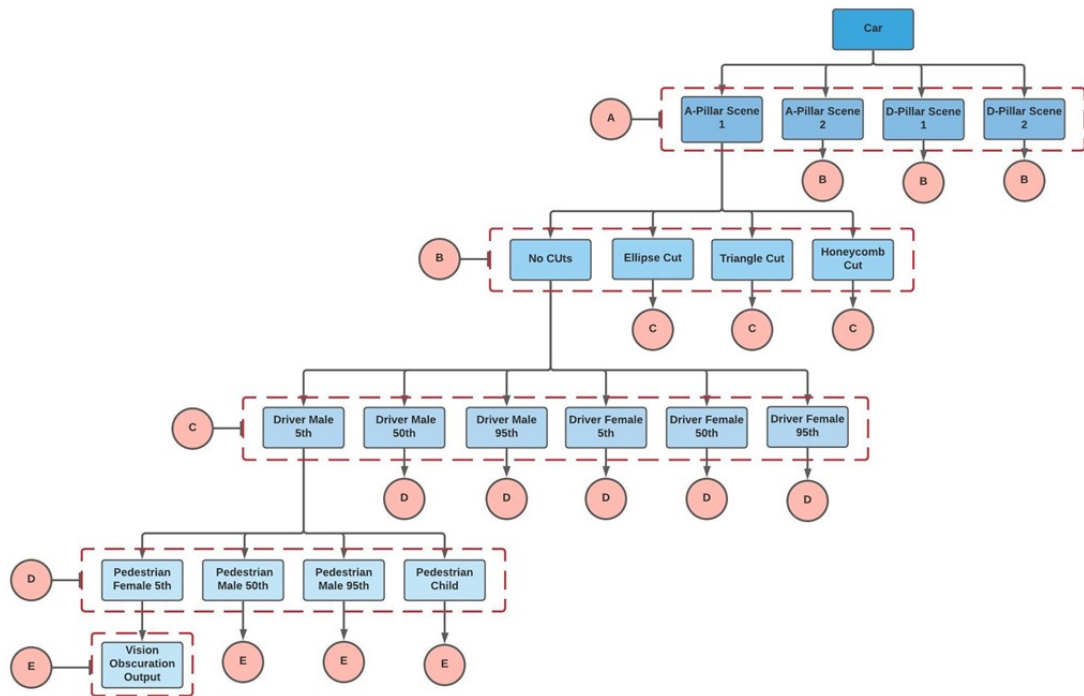 Car
A
A-Pillar Scene
1
A-Pillar Scene
2
D-Pillar Scene
1
D-Pillar Scene
2
B
B
B
B
No CUts
Ellipse Cut
Triangle Cut
Honeycomb
Cut
C
C
C
C
Driver Male
5th
Driver Male
50th
Driver Male
95th
Driver Female
5th
Driver Female
50th
Driver Female
95th
D
D
D
D
D
D
Pedestrian
Female 5th
Pedestrian
Male 50th
Pedestrian
Male 95th
Pedestrian
Child
E
Vision
Obscuration
Output
E
E
E